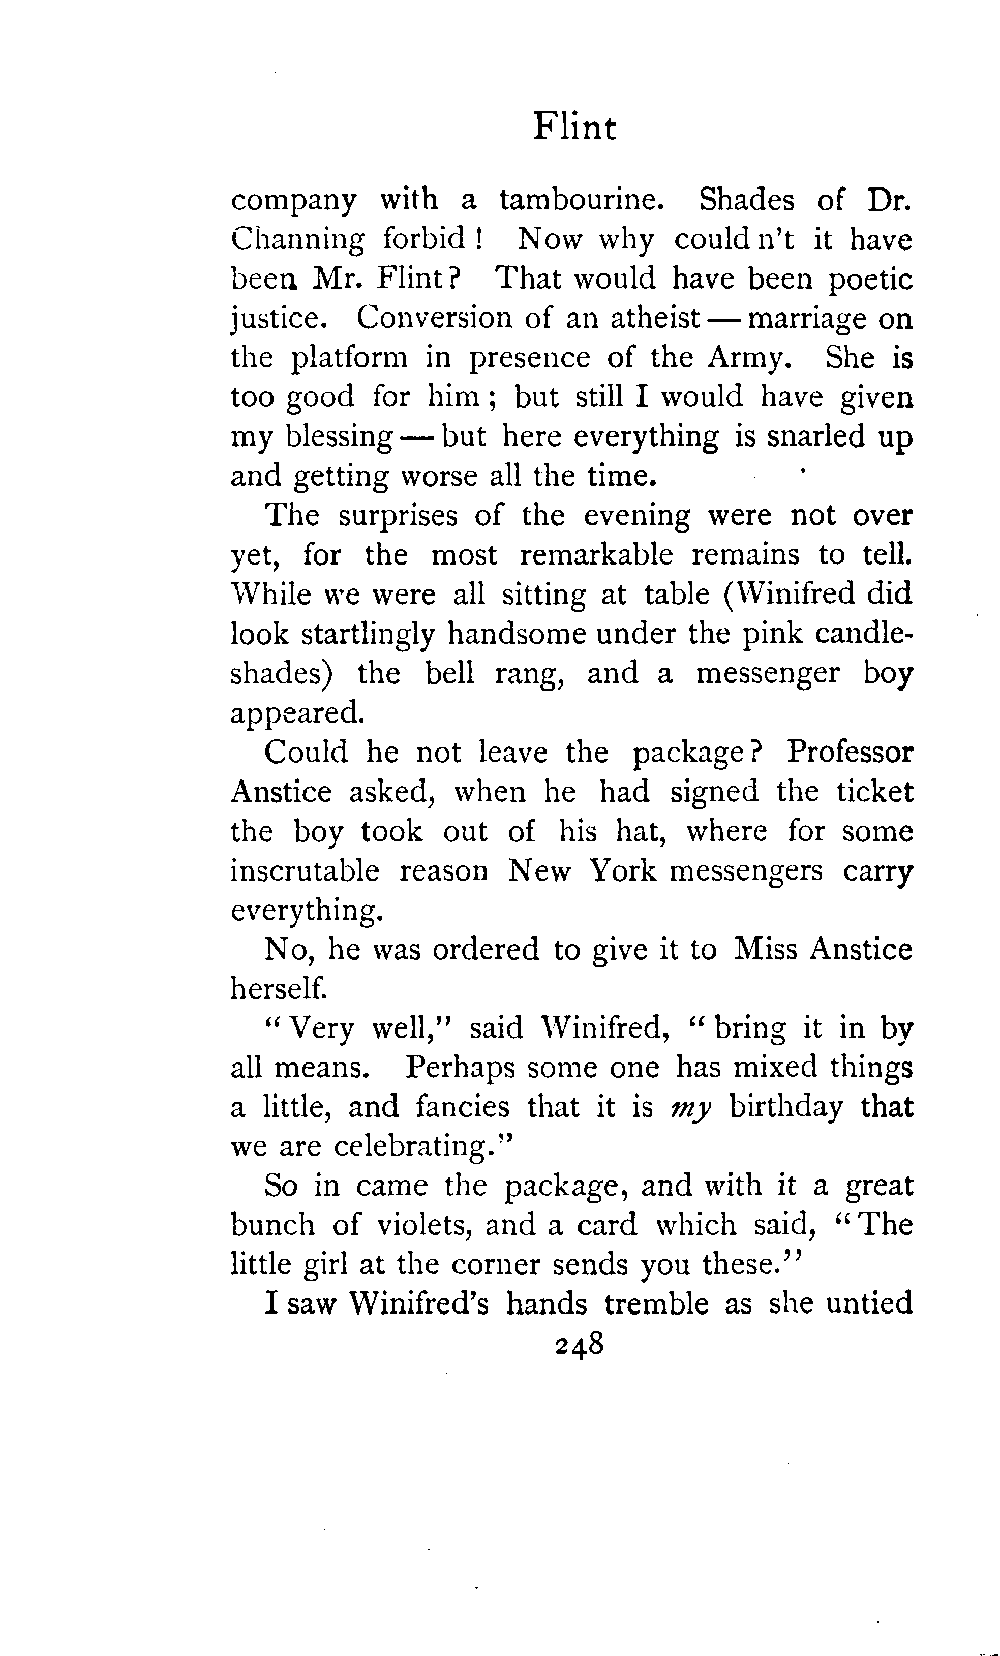 Flint
company with a tambourine. Shades of Dr.
Channing forbid! Now why could n't it have
been Mr. Flint? That would have been poetic
justice. Conversion of an atheist — marriage on
the platform in presence of the Army. She is
too good for him; but still I would have given
my blessing — but here everything is snarled up
and getting worse all the time.
The surprises of the evening were not over
yet, for the most remarkable remains to tell.
While we were all sitting at table (Winifred did
look startlingly handsome under the pink candle-
shades) the bell rang, and a messenger boy
appeared.
Could he not leave the package? Professor
Anstice asked, when he had signed the ticket
the boy took out of his hat, where for some
inscrutable reason New York messengers carry
everything.
No, he was ordered to give it to Miss Anstice
herself.
"Very well," said Winifred, "bring it in by
all means. Perhaps some one has mixed things
a little, and fancies that it is my birthday that
we are celebrating."
So in came the package, and with it a great
bunch of violets, and a card which said, "The
little girl at the corner sends you these."
I saw Winifred's hands tremble as she untied
248